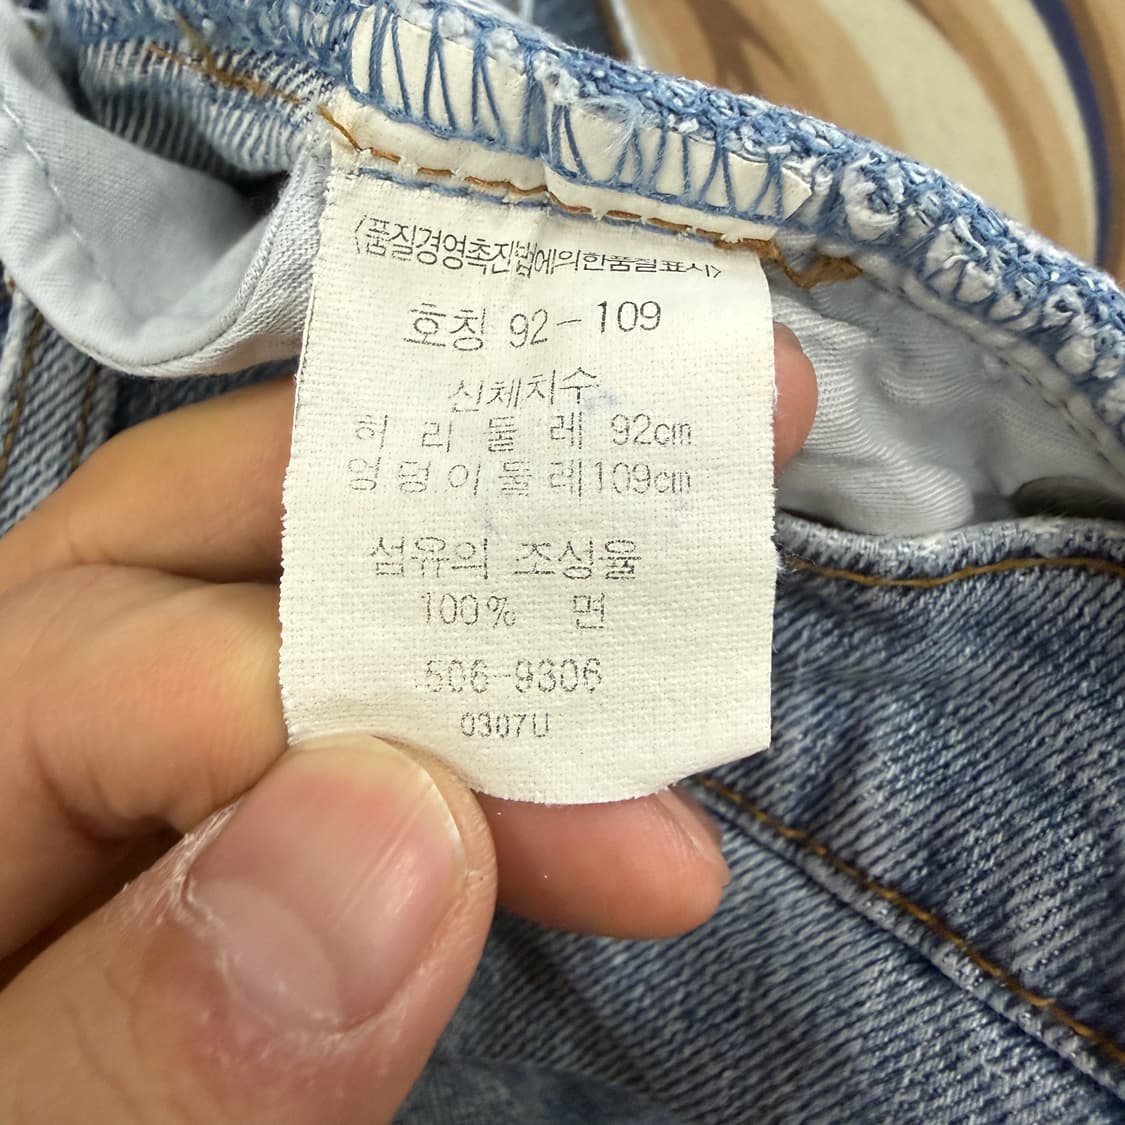 <품질경영촉진법에의한품질표시>
호칭 92-109
신체치수
허리둘레 92cm
엉덩이둘레109cm
섬유의 조성율
100% 면
506-9306
0307U